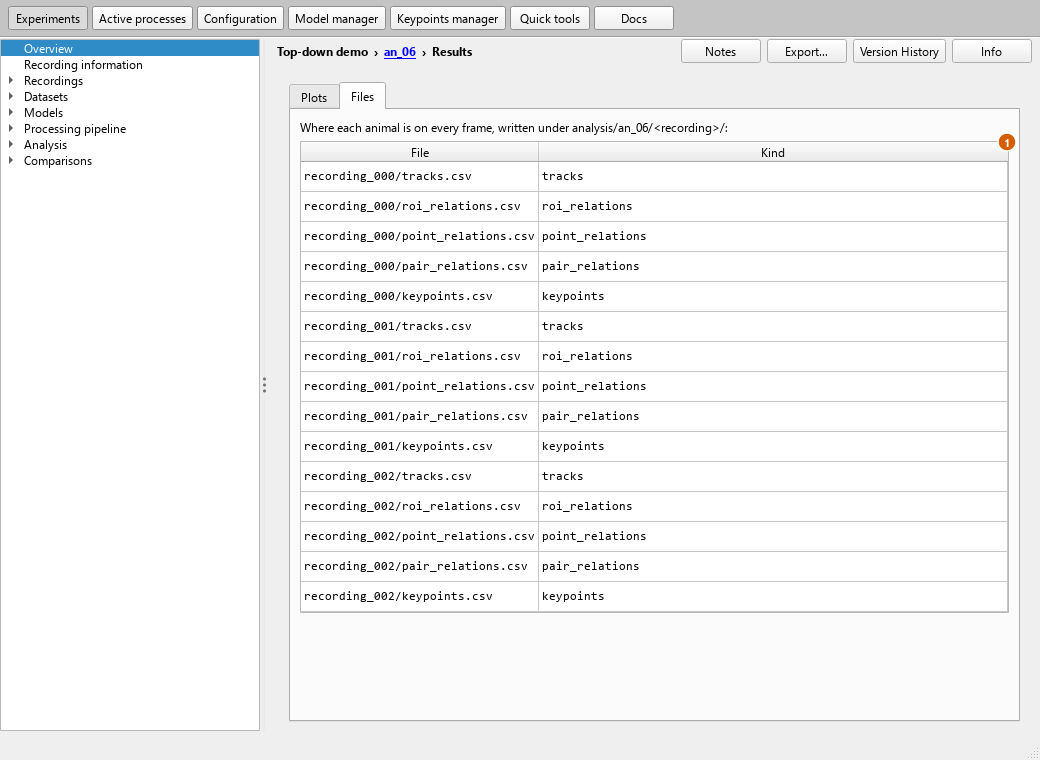 Experiments Active processes Configuration Model manager Keypoints manager Quick tools Docs
Overview
Recording information
Recordings
Datasets
Models
Processing pipeline
Analysis
Comparisons
Top-down demo › an_06 › Results
Notes Export... Version History Info
Plots Files
Where each animal is on every frame, written under analysis/an_06/<recording>/:
1
File Kind
recording_000/tracks.csv tracks
recording_000/roi_relations.csv roi_relations
recording_000/point_relations.csv point_relations
recording_000/pair_relations.csv pair_relations
recording_000/keypoints.csv keypoints
recording_001/tracks.csv tracks
recording_001/roi_relations.csv roi_relations
recording_001/point_relations.csv point_relations
recording_001/pair_relations.csv pair_relations
recording_001/keypoints.csv keypoints
recording_002/tracks.csv tracks
recording_002/roi_relations.csv roi_relations
recording_002/point_relations.csv point_relations
recording_002/pair_relations.csv pair_relations
recording_002/keypoints.csv keypoints